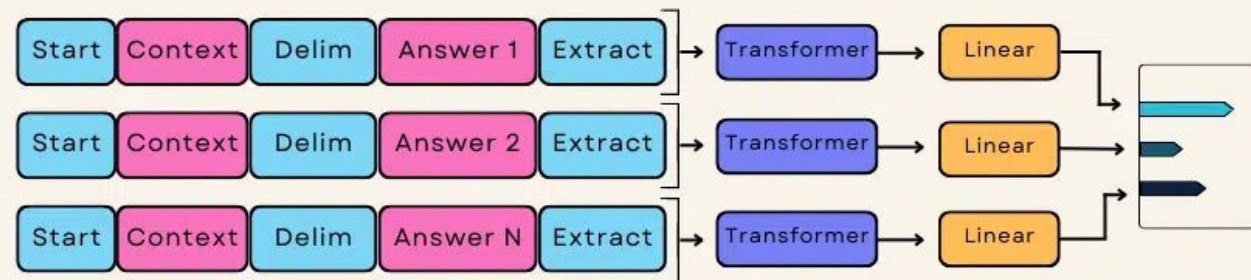 Start Context Delim Answer 1 Extract Transformer Linear
Start Context Delim Answer 2 Extract Transformer Linear
Start Context Delim Answer N Extract Transformer Linear